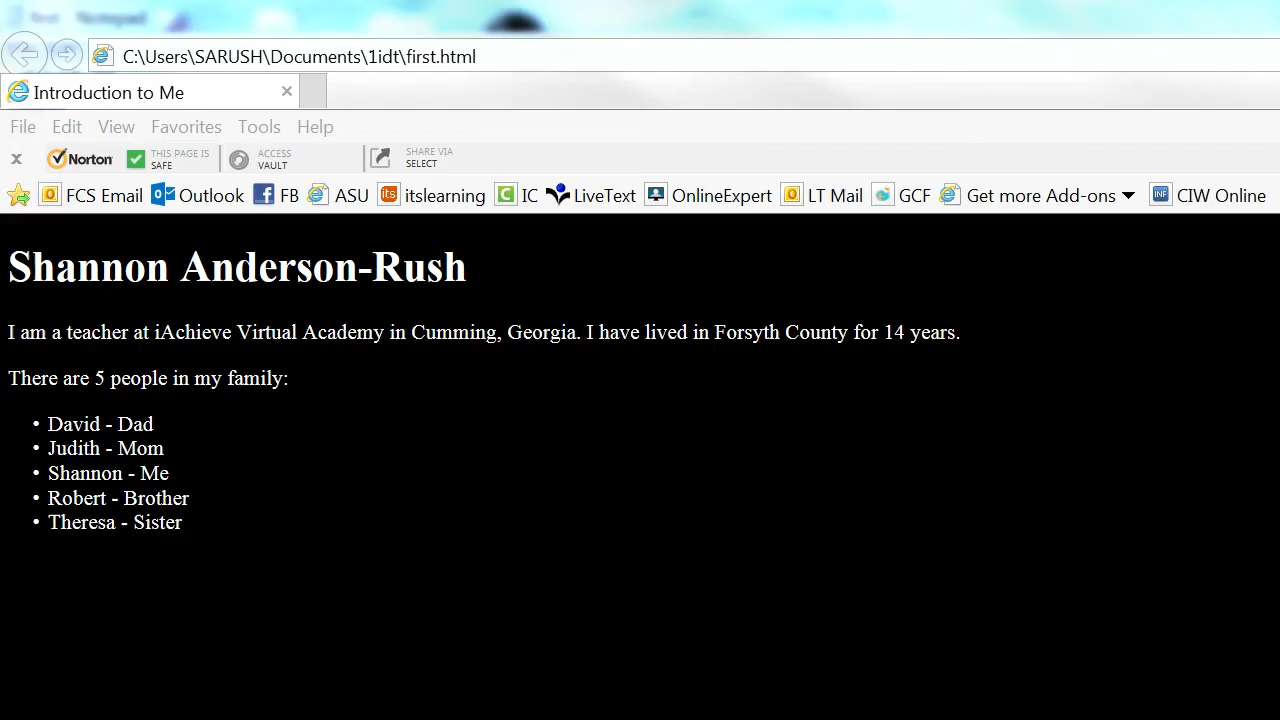 C:\Users\SARUSH\Documents\1idt\first.html
Introduction to Me
File Edit View Favorites Tools Help
x Norton THIS PAGE IS SAFE ACCESS VAULT SHARE VIA SELECT
FCS Email Outlook FB ASU itslearning IC LiveText OnlineExpert LT Mail GCF Get more Add-ons CIW Online
Shannon Anderson-Rush
I am a teacher at iAchieve Virtual Academy in Cumming, Georgia. I have lived in Forsyth County for 14 years.
There are 5 people in my family:
• David - Dad
• Judith - Mom
• Shannon - Me
• Robert - Brother
• Theresa - Sister